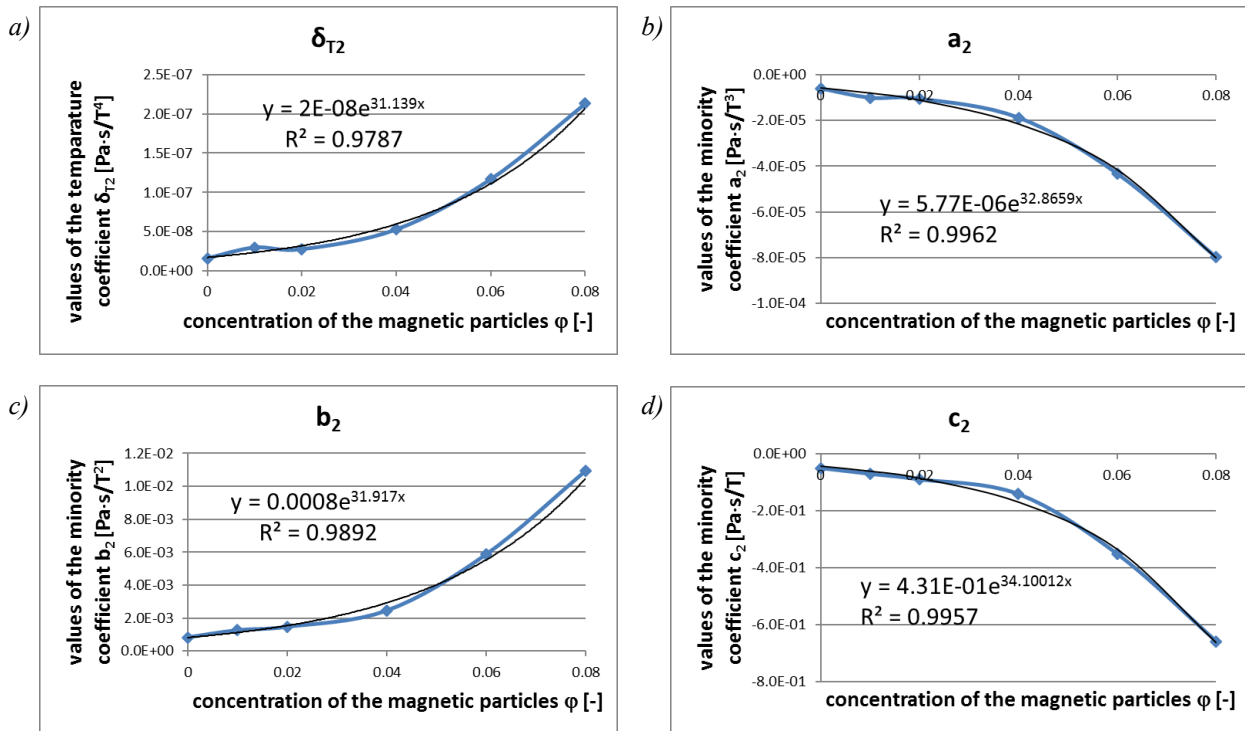 a)
δT2
values of the temparature
coefficient δT2 [Pa·s/T⁴]
2.5E-07
2.0E-07
1.5E-07
1.0E-07
5.0E-08
0.0E+00
y = 2E-08e^31.139x
R² = 0.9787
0 0.02 0.04 0.06 0.08
concentration of the magnetic particles φ [-]
b)
a₂
values of the minority
coefficient a₂ [Pa·s/T³]
0.0E+00
-2.0E-05
-4.0E-05
-6.0E-05
-8.0E-05
-1.0E-04
0 0.02 0.04 0.06 0.08
y = 5.77E-06e^32.8659x
R² = 0.9962
concentration of the magnetic particles φ [-]
c)
b₂
values of the minority
coefficient b₂ [Pa·s/T²]
1.2E-02
1.0E-02
8.0E-03
6.0E-03
4.0E-03
2.0E-03
0.0E+00
y = 0.0008e^31.917x
R² = 0.9892
0 0.02 0.04 0.06 0.08
concentration of the magnetic particles φ [-]
d)
c₂
values of the minority
coefficient c₂ [Pa·s/T]
0.0E+00
-2.0E-01
-4.0E-01
-6.0E-01
-8.0E-01
0 0.02 0.04 0.06 0.08
y = 4.31E-01e^34.10012x
R² = 0.9957
concentration of the magnetic particles φ [-]